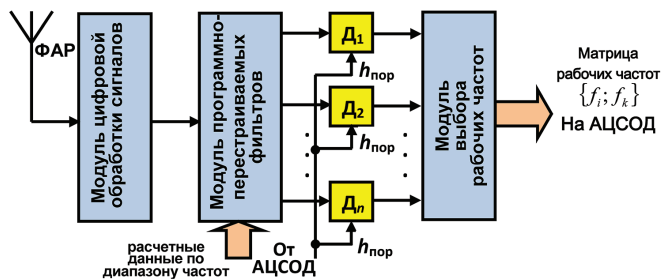 ФАР
Модуль цифровой
обработки сигналов
Модуль программно-
перестраиваемых
фильтров
Д1
hпор
Д2
hпор
Дn
hпор
Модуль
выбора
рабочих частот
Матрица
рабочих частот
{fi; fk}
На АЦСОД
расчетные
данные по
диапазону частот
От
АЦСОД